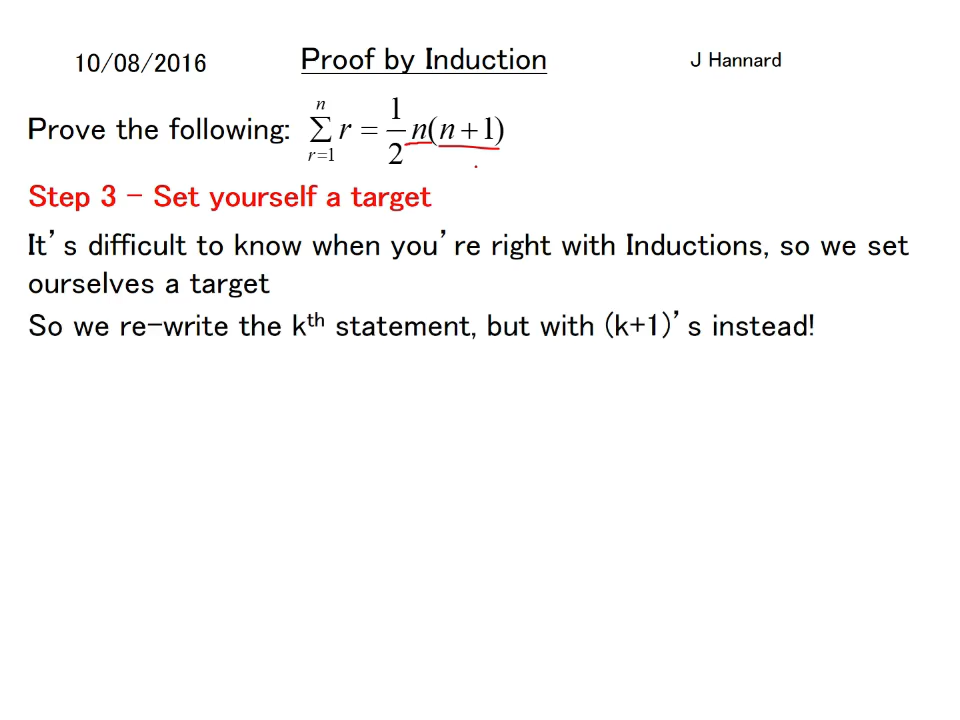 10/08/2016 Proof by Induction J Hannard
Prove the following: \sum_{r=1}^{n} r = \frac{1}{2} n(n+1)
Step 3 – Set yourself a target
It's difficult to know when you're right with Inductions, so we set
ourselves a target
So we re-write the kth statement, but with (k+1)'s instead!